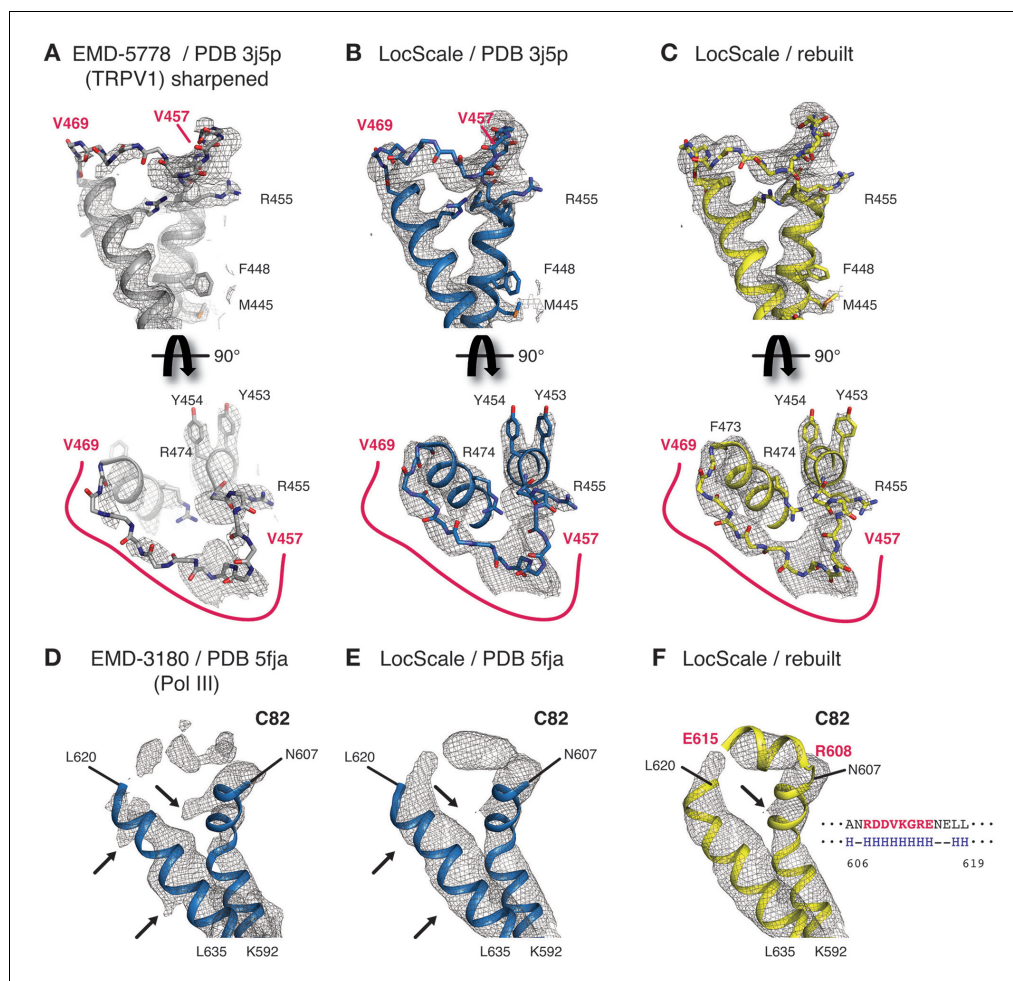 A EMD-5778 / PDB 3j5p
(TRPV1) sharpened
B LocScale / PDB 3j5p
C LocScale / rebuilt
V469
V457
R455
F448
M445
V469
V457
R455
F448
M445
R455
F448
M445
90°
90°
90°
Y454
Y453
V469
R474
R455
V457
Y454
Y453
V469
R474
R455
V457
Y454
Y453
F473
V469
R474
R455
V457
D EMD-3180 / PDB 5fja
(Pol III)
E LocScale / PDB 5fja
F LocScale / rebuilt
C82
L620
N607
L635
K592
C82
L620
N607
L635
K592
C82
E615
R608
L620
N607
L635
K592
···ANRDDVKGRENELL···
···H-HHHHHHHH--HH···
606
619